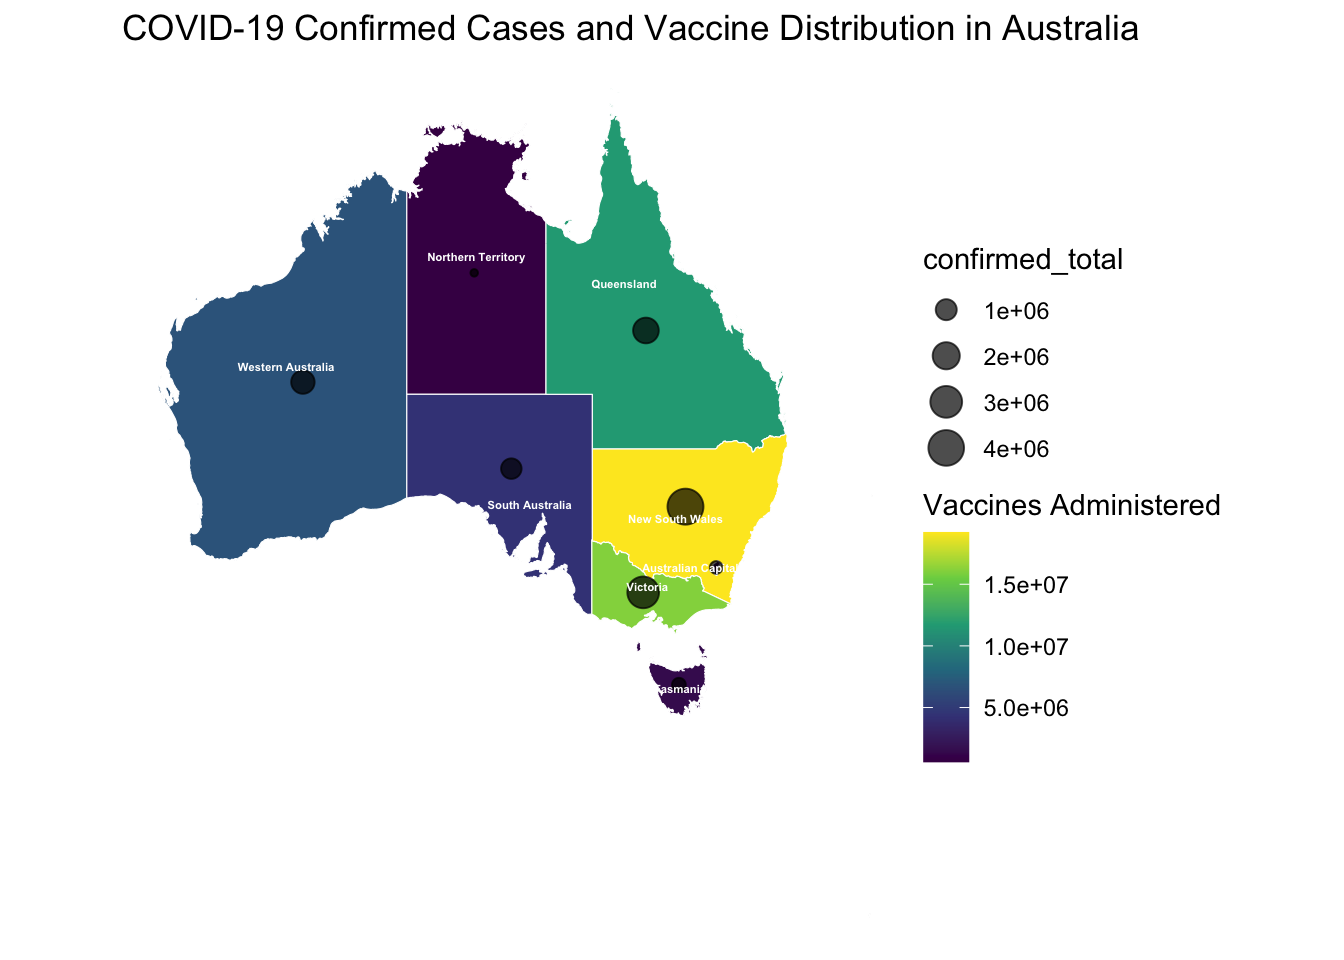 COVID-19 Confirmed Cases and Vaccine Distribution in Australia
Northern Territory
Queensland
Western Australia
South Australia
New South Wales
Australian Capital
Victoria
Tasmania
confirmed_total
1e+06
2e+06
3e+06
4e+06
Vaccines Administered
1.5e+07
1.0e+07
5.0e+06